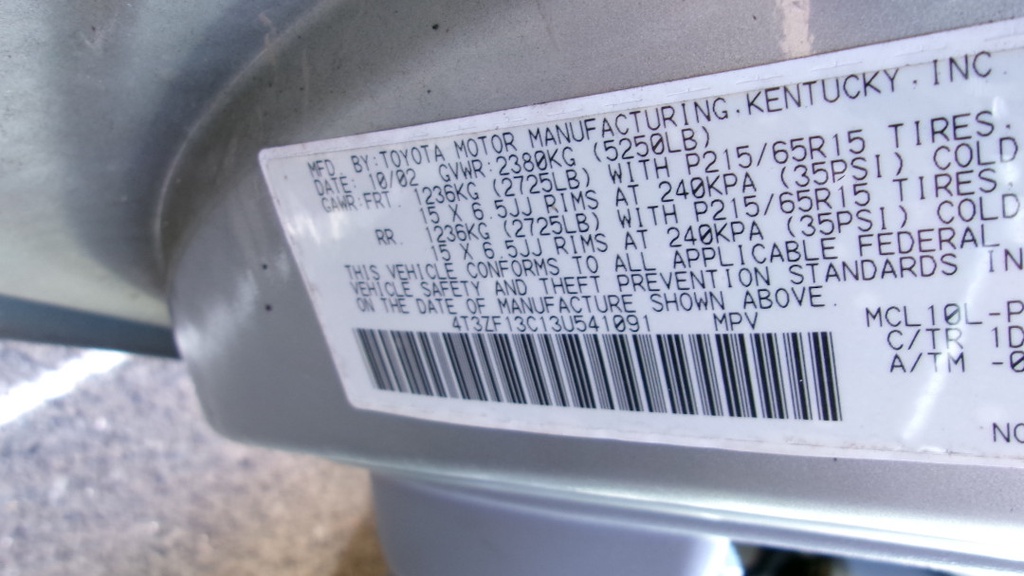 MFD. BY: TOYOTA MOTOR MANUFACTURING. KENTUCKY, INC
DATE: 10/02 GVWR: 2380KG (5250LB)
GAWR: FRT. 1236KG (2725LB) WITH P215/65R15 TIRES.
15 X 6.5JJ RIMS AT 240KPA (35PSI) COLD
RR. 1236KG (2725LB) WITH P215/65R15 TIRES.
15 X 6.5JJ RIMS AT 240KPA (35PSI) COLD
THIS VEHICLE CONFORMS TO ALL APPLICABLE FEDERAL
VEHICLE SAFETY AND THEFT PREVENTION STANDARDS IN
ON THE DATE OF MANUFACTURE SHOWN ABOVE.
4T3ZF13C13U541091 MPV
MCL10L-P
C/TR 1D
A/TM -0
NO